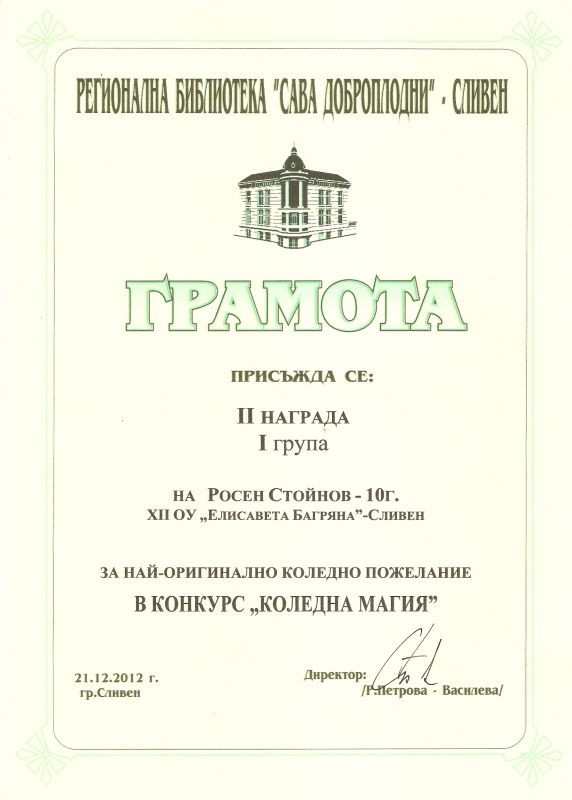 РЕГИОНАЛНА БИБЛИОТЕКА "САВА ДОБРОПЛОДНИ" - СЛИВЕН
ГРАМОТА
ПРИСЪЖДА СЕ:
II НАГРАДА
I група
НА РОСЕН СТОЙНОВ - 10г.
XII ОУ „ЕЛИСАВЕТА БАГРЯНА”-СЛИВЕН
ЗА НАЙ-ОРИГИНАЛНО КОЛЕДНО ПОЖЕЛАНИЕ
В КОНКУРС „КОЛЕДНА МАГИЯ”
21.12.2012 г.
гр.Сливен
Директор:
/Р.Петрова - Василева/